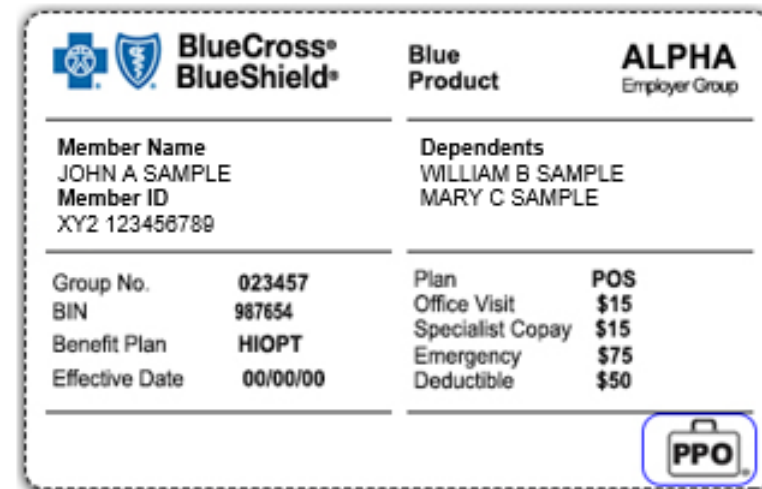 BlueCross®
BlueShield®
Blue
Product
ALPHA
Employer Group
Member Name
JOHN A SAMPLE
Member ID
XY2 123456789
Dependents
WILLIAM B SAMPLE
MARY C SAMPLE
Group No. 023457
BIN 987654
Benefit Plan HIOPT
Effective Date 00/00/00
Plan POS
Office Visit $15
Specialist Copay $15
Emergency $75
Deductible $50
PPO®